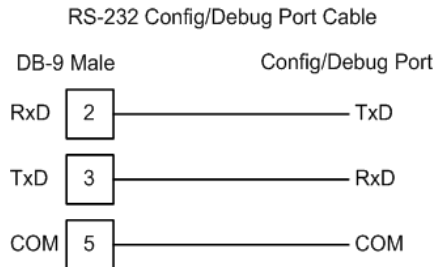 RS-232 Config/Debug Port Cable
DB-9 Male Config/Debug Port
RxD 2 TxD
TxD 3 RxD
COM 5 COM